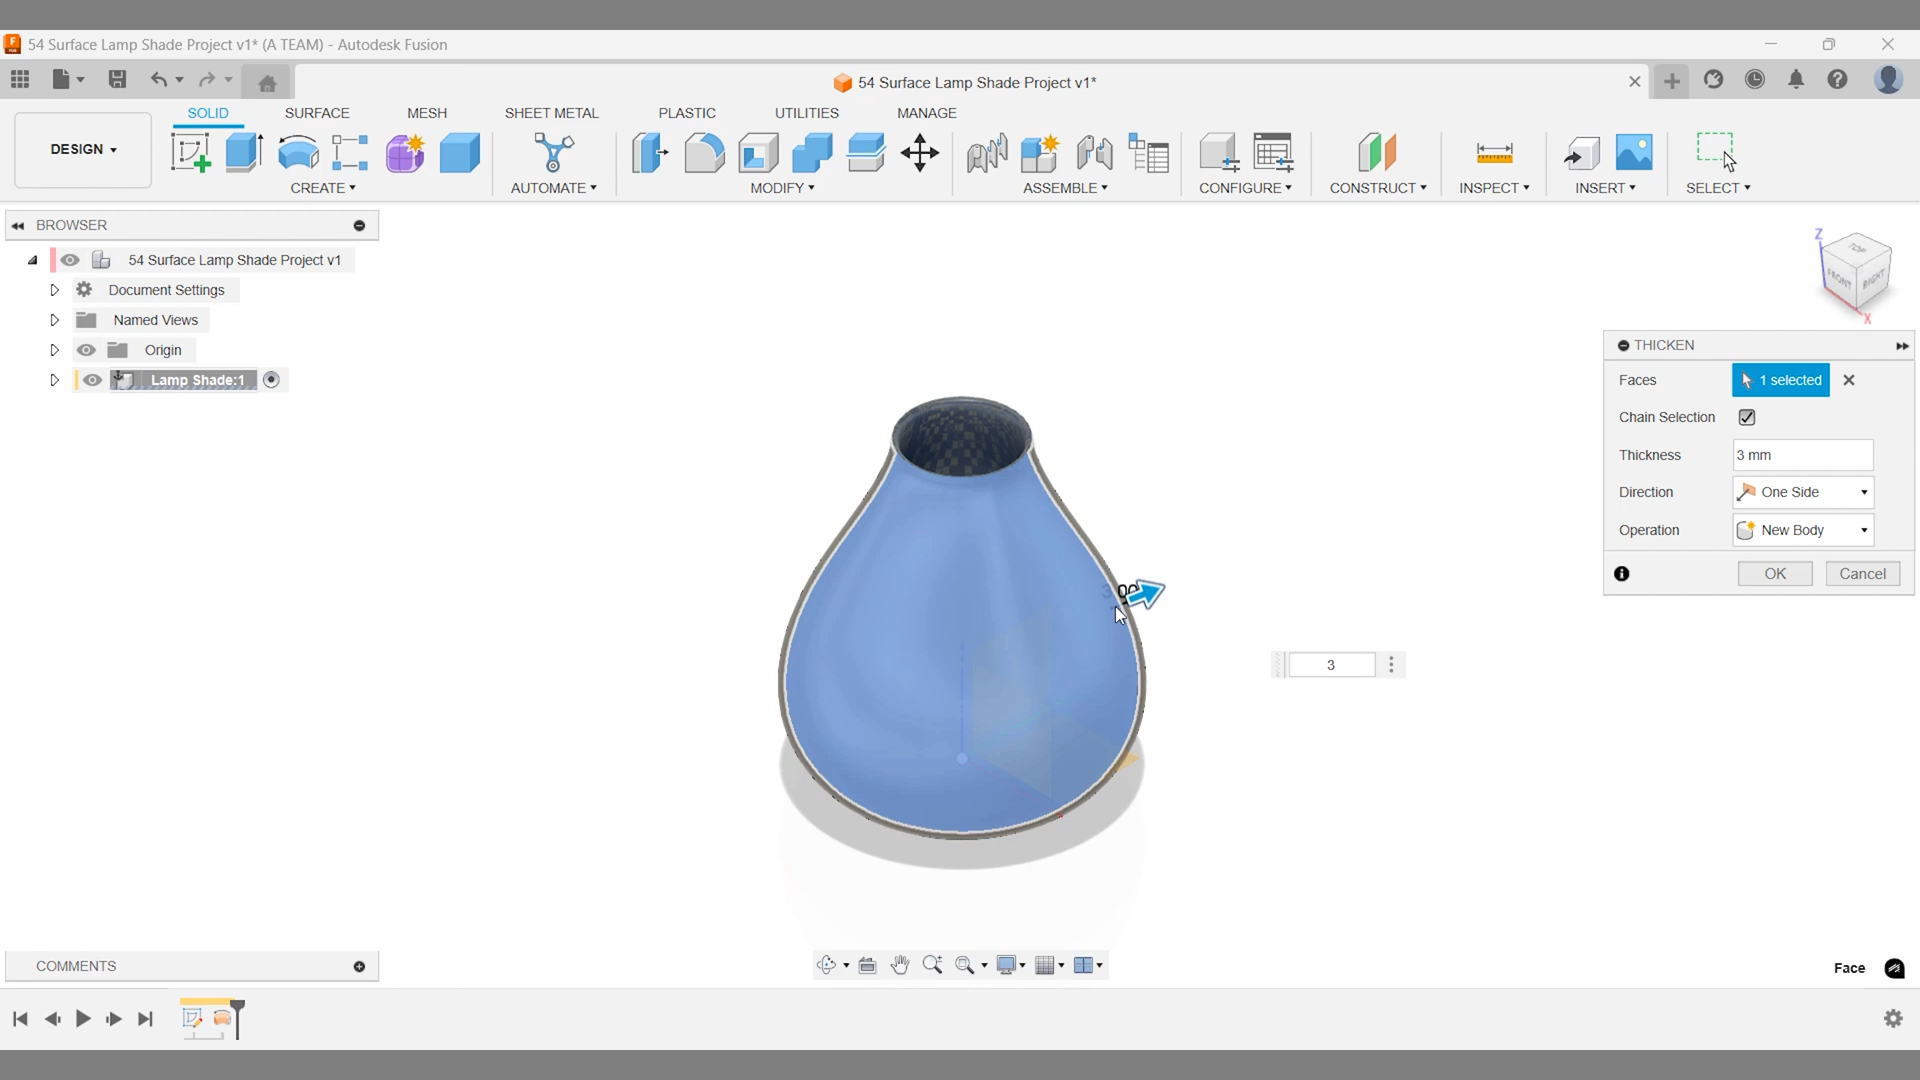 54 Surface Lamp Shade Project v1* (A TEAM) - Autodesk Fusion
54 Surface Lamp Shade Project v1*
SOLID SURFACE MESH SHEET METAL PLASTIC UTILITIES MANAGE
DESIGN
CREATE AUTOMATE MODIFY ASSEMBLE CONFIGURE CONSTRUCT INSPECT INSERT SELECT
BROWSER
54 Surface Lamp Shade Project v1
Document Settings
Named Views
Origin
Lamp Shade:1
Z
TOP
FRONT
RIGHT
X
THICKEN
Faces 1 selected
Chain Selection
Thickness 3 mm
Direction One Side
Operation New Body
OK Cancel
3
COMMENTS
Face